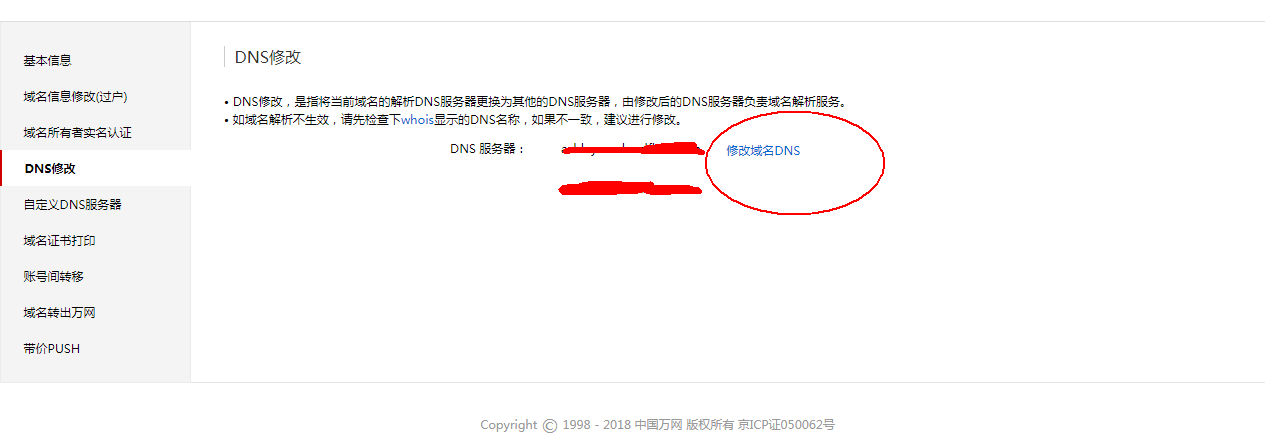 基本信息
域名信息修改(过户)
域名所有者实名认证
DNS修改
自定义DNS服务器
域名证书打印
账号间转移
域名转出万网
带价PUSH
DNS修改
• DNS修改，是指将当前域名的解析DNS服务器更换为其他的DNS服务器，由修改后的DNS服务器负责域名解析服务。
• 如域名解析不生效，请先检查下whois显示的DNS名称，如果不一致，建议进行修改。
DNS 服务器： 修改域名DNS
Copyright © 1998 - 2018 中国万网 版权所有 京ICP证050062号